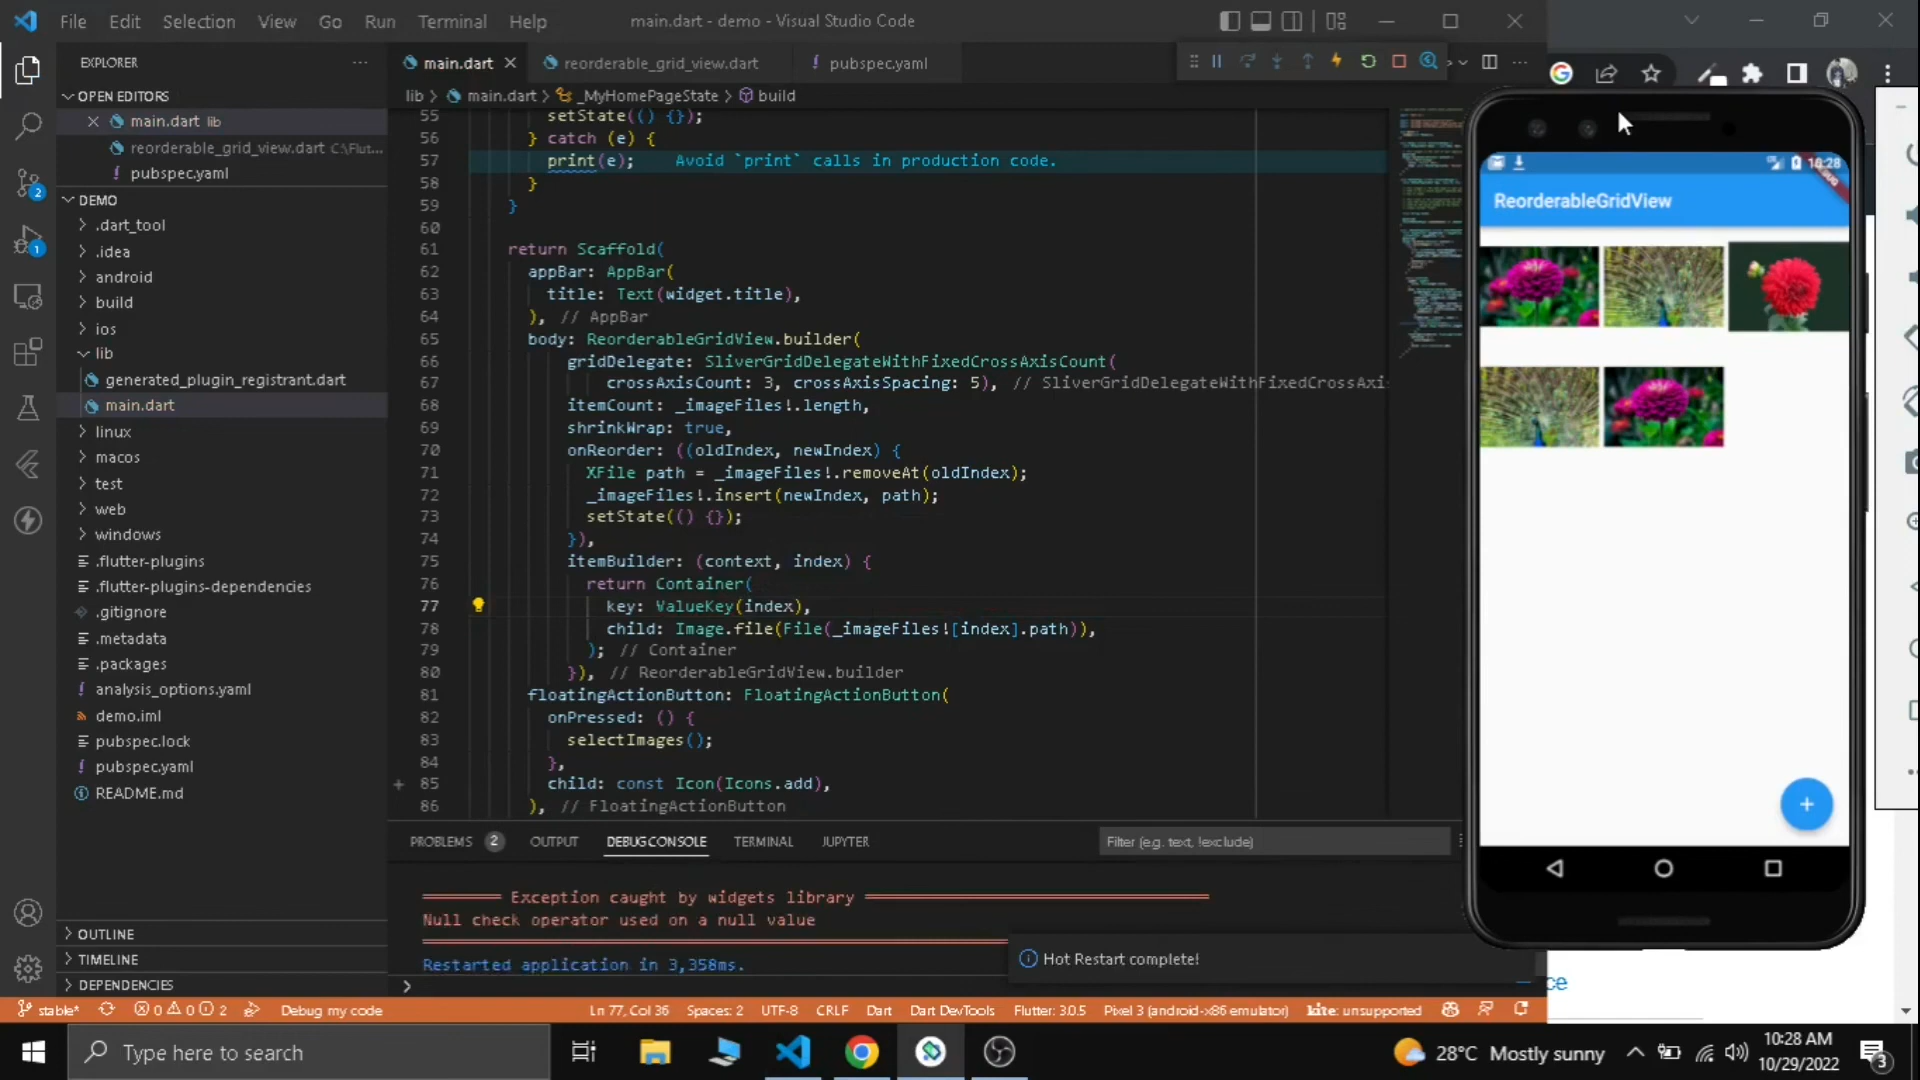 File Edit Selection View Go Run Terminal Help
main.dart - demo - Visual Studio Code
EXPLORER
OPEN EDITORS
main.dart lib
reorderable_grid_view.dart C:\Flut...
! pubspec.yaml
DEMO
.dart_tool
.idea
android
build
ios
lib
generated_plugin_registrant.dart
main.dart
linux
macos
test
web
windows
.flutter-plugins
.flutter-plugins-dependencies
.gitignore
.metadata
.packages
! analysis_options.yaml
demo.iml
pubspec.lock
! pubspec.yaml
README.md
OUTLINE
TIMELINE
DEPENDENCIES
main.dart
reorderable_grid_view.dart
! pubspec.yaml
lib > main.dart > _MyHomePageState > build
55 setState(() {});
56 } catch (e) {
57 print(e); Avoid `print` calls in production code.
58 }
59 }
60
61 return Scaffold(
62 appBar: AppBar(
63 title: Text(widget.title),
64 ), // AppBar
65 body: ReorderableGridView.builder(
66 gridDelegate: SliverGridDelegateWithFixedCrossAxisCount(
67 crossAxisCount: 3, crossAxisSpacing: 5), // SliverGridDelegateWithFixedCrossAxi
68 itemCount: _imageFiles!.length,
69 shrinkWrap: true,
70 onReorder: ((oldIndex, newIndex) {
71 XFile path = _imageFiles!.removeAt(oldIndex);
72 _imageFiles!.insert(newIndex, path);
73 setState(() {});
74 }),
75 itemBuilder: (context, index) {
76 return Container(
77 key: ValueKey(index),
78 child: Image.file(File(_imageFiles![index].path)),
79 ); // Container
80 }), // ReorderableGridView.builder
81 floatingActionButton: FloatingActionButton(
82 onPressed: () {
83 selectImages();
84 },
85 child: const Icon(Icons.add),
86 ), // FloatingActionButton
PROBLEMS 2 OUTPUT DEBUG CONSOLE TERMINAL JUPYTER
Filter (e.g. text, !exclude)
Exception caught by widgets library
Null check operator used on a null value
Restarted application in 3,358ms.
Hot Restart complete!
10:28
DEBUG
ReorderableGridView
ce
stable* 0 0 2 Debug my code Ln 77, Col 36 Spaces: 2 UTF-8 CRLF Dart Dart DevTools Flutter: 3.0.5 Pixel 3 (android-x86 emulator) kite: unsupported
Type here to search
28°C Mostly sunny
10:28 AM
10/29/2022
3